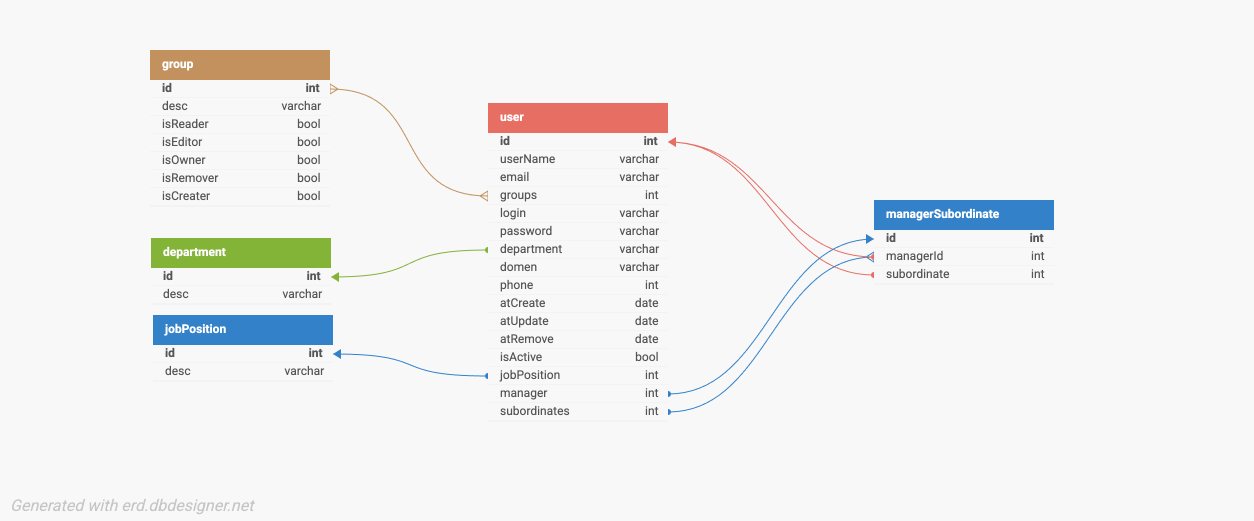 group
id int
desc varchar
isReader bool
isEditor bool
isOwner bool
isRemover bool
isCreater bool
department
id int
desc varchar
jobPosition
id int
desc varchar
user
id int
userName varchar
email varchar
groups int
login varchar
password varchar
department varchar
domen varchar
phone int
atCreate date
atUpdate date
atRemove date
isActive bool
jobPosition int
manager int
subordinates int
managerSubordinate
id int
managerId int
subordinate int
Generated with erd.dbdesigner.net